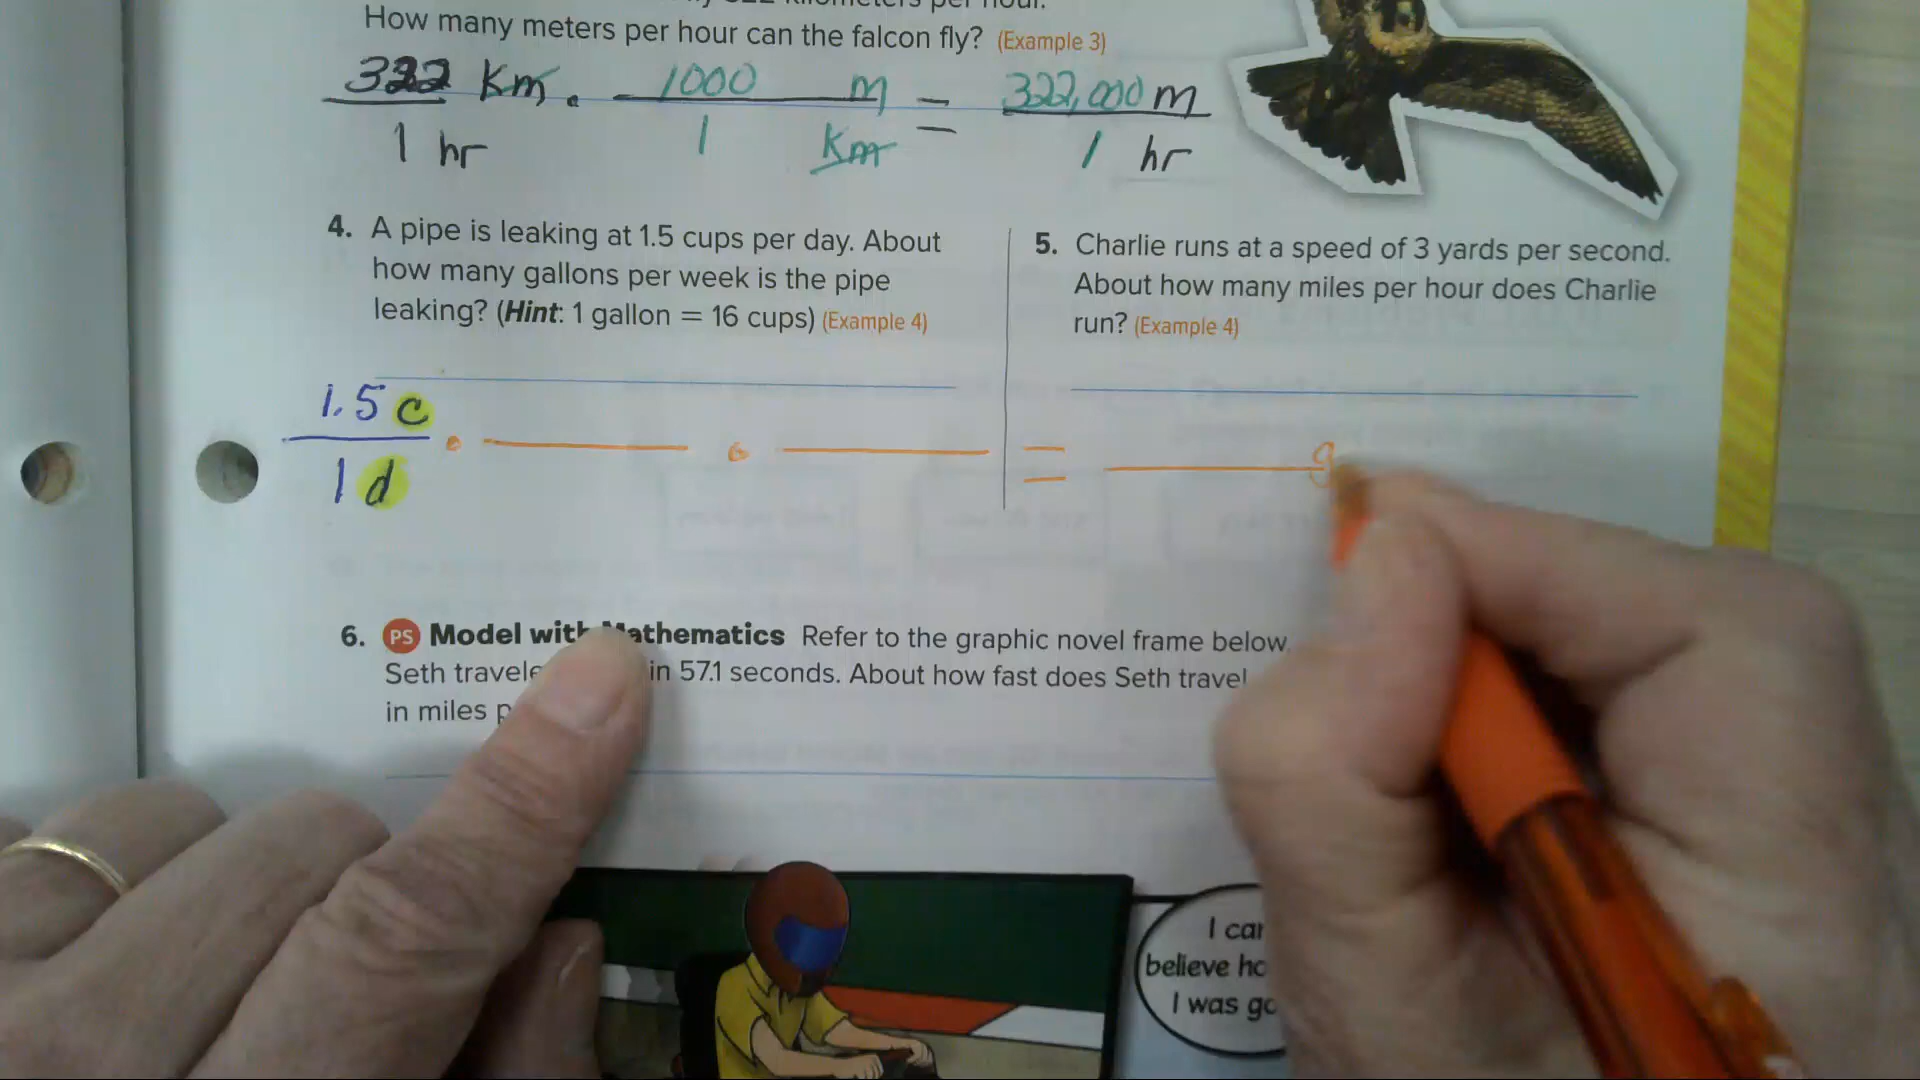 kilometers per hour.
How many meters per hour can the falcon fly? (Example 3)
322 Km . 1000 m = 322,000 m
1 hr 1 Km 1 hr
4. A pipe is leaking at 1.5 cups per day. About
how many gallons per week is the pipe
leaking? (Hint: 1 gallon = 16 cups) (Example 4)
1.5 c
1 d
5. Charlie runs at a speed of 3 yards per second.
About how many miles per hour does Charlie
run? (Example 4)
= g
6. PS Model with Mathematics Refer to the graphic novel frame below.
Seth in 57.1 seconds. About how fast does Seth travel
in miles
I
believe
I was